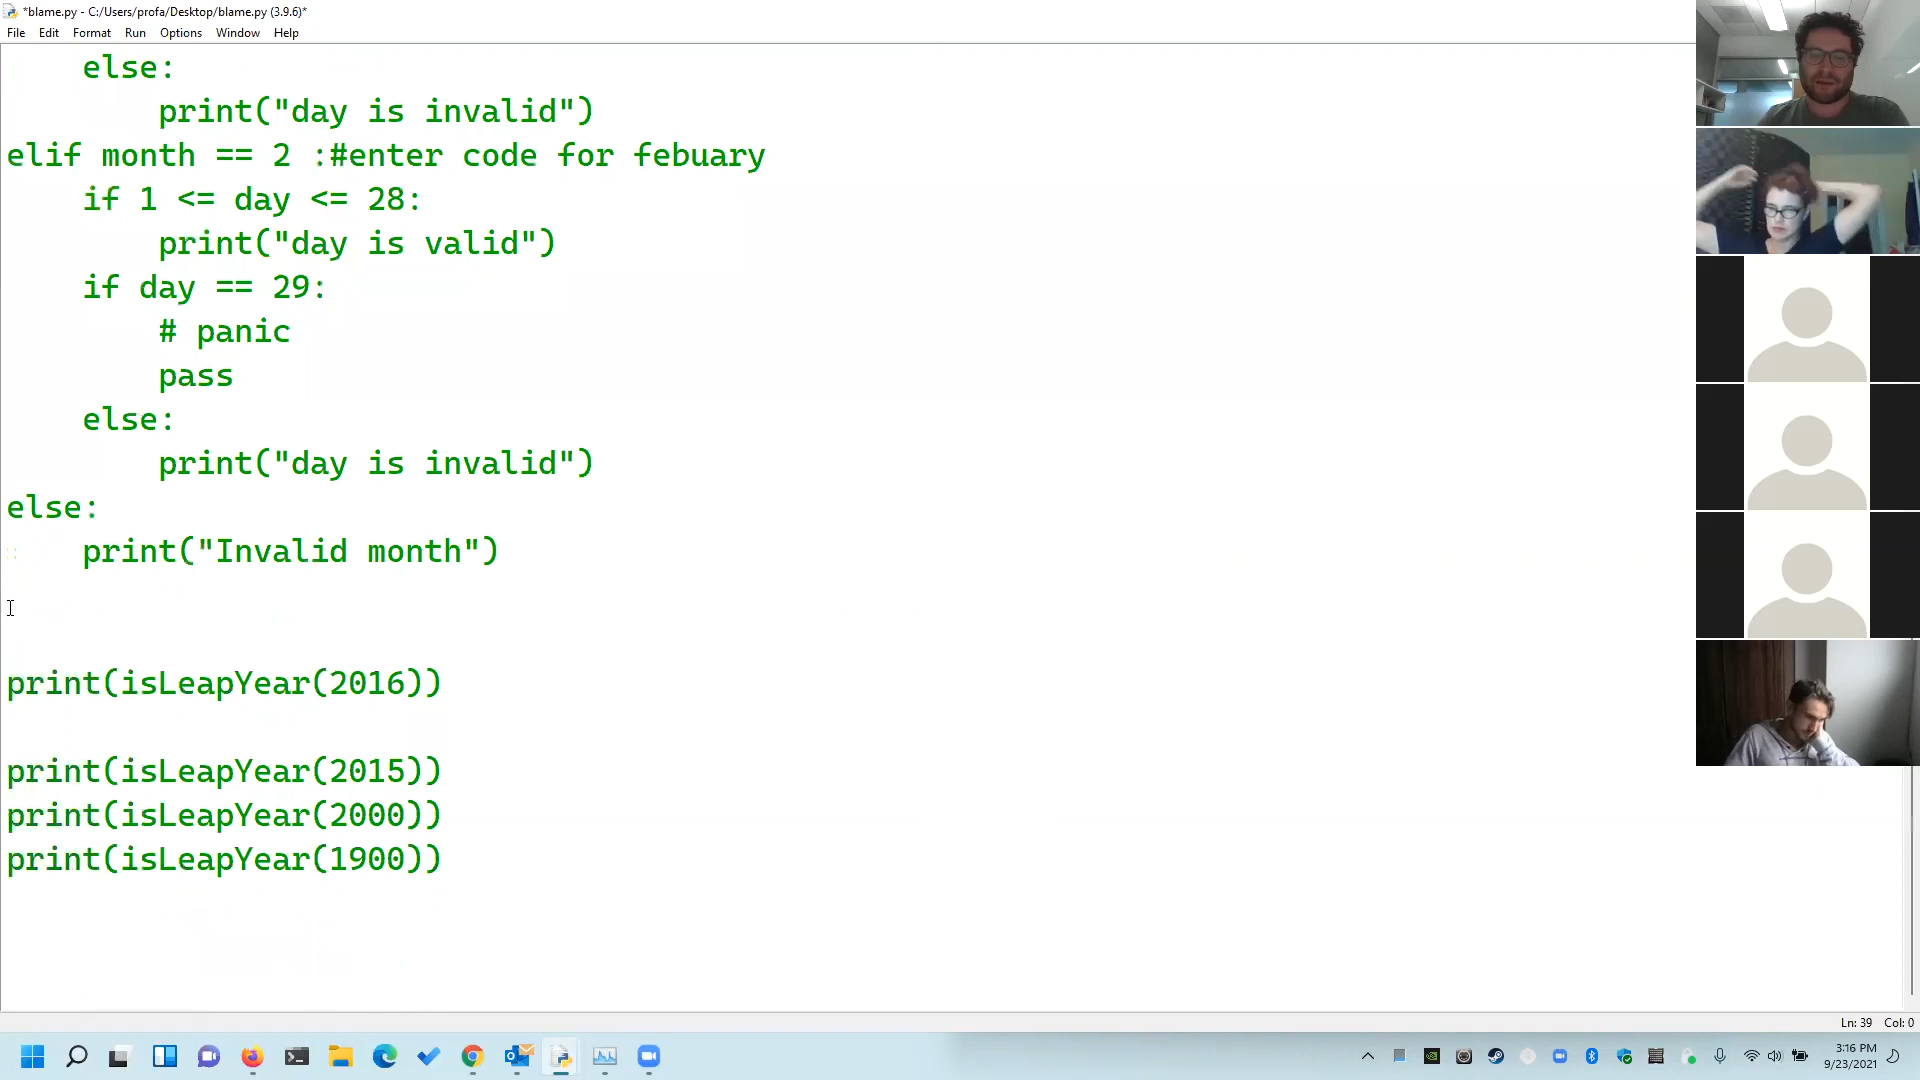 *blame.py - C:/Users/profa/Desktop/blame.py (3.9.6)*
File Edit Format Run Options Window Help
else:
print("day is invalid")
elif month == 2 :#enter code for febuary
if 1 <= day <= 28:
print("day is valid")
if day == 29:
# panic
pass
else:
print("day is invalid")
else:
print("Invalid month")
print(isLeapYear(2016))
print(isLeapYear(2015))
print(isLeapYear(2000))
print(isLeapYear(1900))
Ln: 39 Col: 0
3:16 PM
9/23/2021